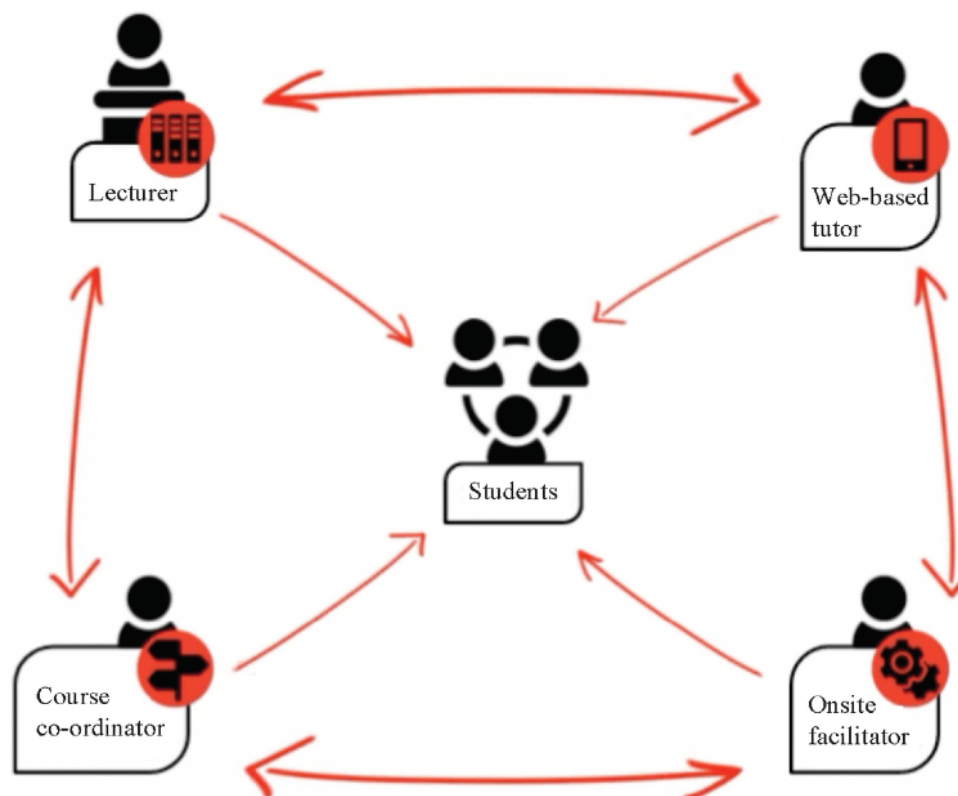 Lecturer
Web-based
tutor
Students
Course
co-ordinator
Onsite
facilitator